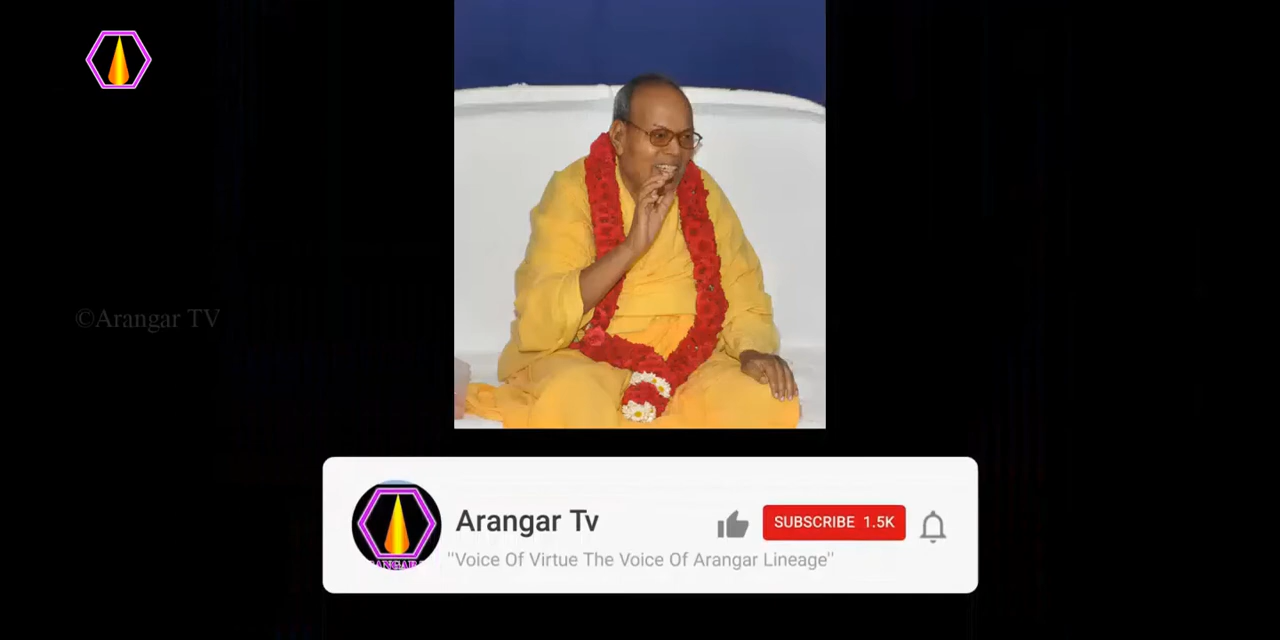 ©Arangar TV
Arangar Tv
SUBSCRIBE 1.5K
"Voice Of Virtue The Voice Of Arangar Lineage"